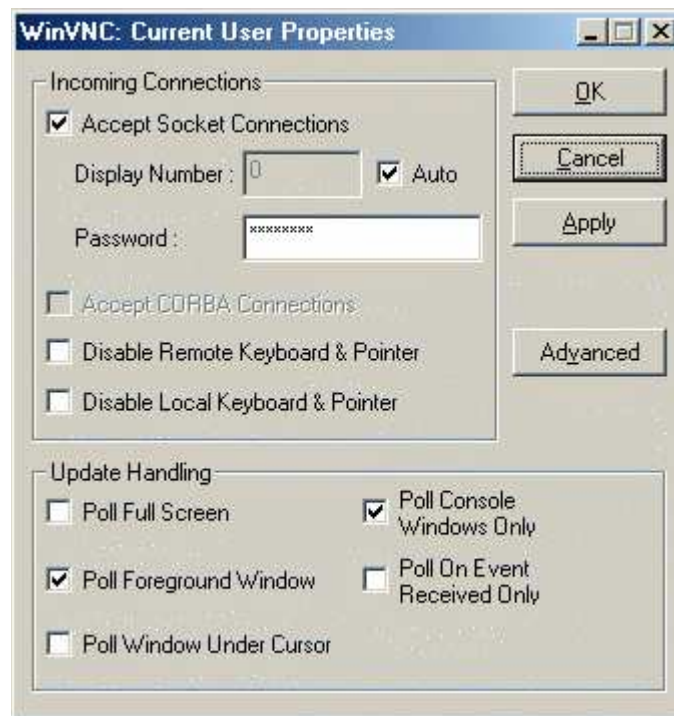 WinVNC: Current User Properties
Incoming Connections
OK
Accept Socket Connections
Display Number : 0
Auto
Cancel
Password : ********
Apply
Accept CORBA Connections
Disable Remote Keyboard & Pointer
Advanced
Disable Local Keyboard & Pointer
Update Handling
Poll Full Screen
Poll Console
Windows Only
Poll Foreground Window
Poll On Event
Received Only
Poll Window Under Cursor